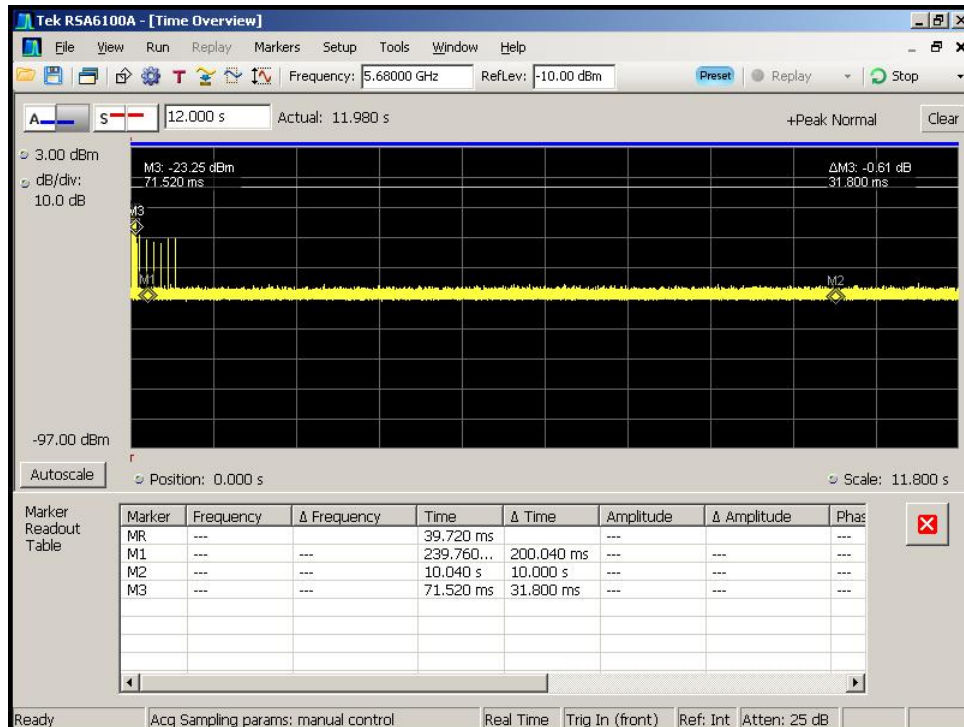 Tek RSA6100A - [Time Overview]
File View Run Replay Markers Setup Tools Window Help
Frequency: 5.68000 GHz RefLev: -10.00 dBm Preset Replay Stop
A S 12.000 s Actual: 11.980 s +Peak Normal Clear
3.00 dBm
dB/div:
10.0 dB
M3: -23.25 dBm
71.520 ms
ΔM3: -0.61 dB
31.800 ms
M3
M1
M2
-97.00 dBm
Autoscale Position: 0.000 s Scale: 11.800 s
Marker
Readout
Table
Marker Frequency Δ Frequency Time Δ Time Amplitude Δ Amplitude Phas
MR --- 39.720 ms --- ---
M1 --- --- 239.760... 200.040 ms --- --- ---
M2 --- --- 10.040 s 10.000 s --- --- ---
M3 --- --- 71.520 ms 31.800 ms --- --- ---
Ready Acq Sampling params: manual control Real Time Trig In (front) Ref: Int Atten: 25 dB